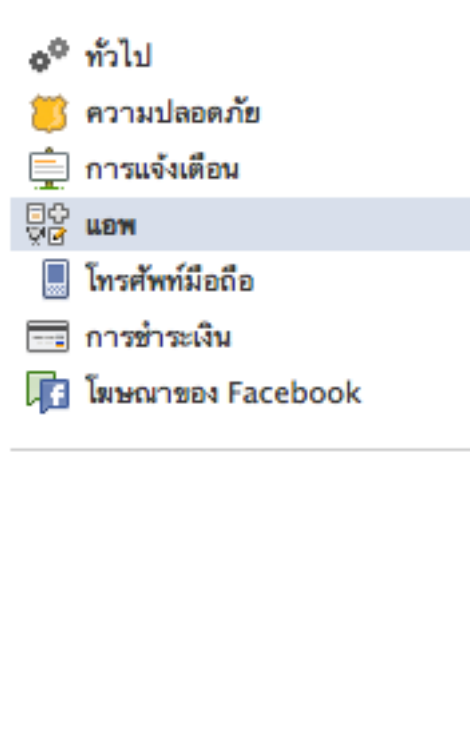 ทั่วไป
ความปลอดภัย
การแจ้งเตือน
แอพ
โทรศัพท์มือถือ
การชำระเงิน
โฆษณาของ Facebook